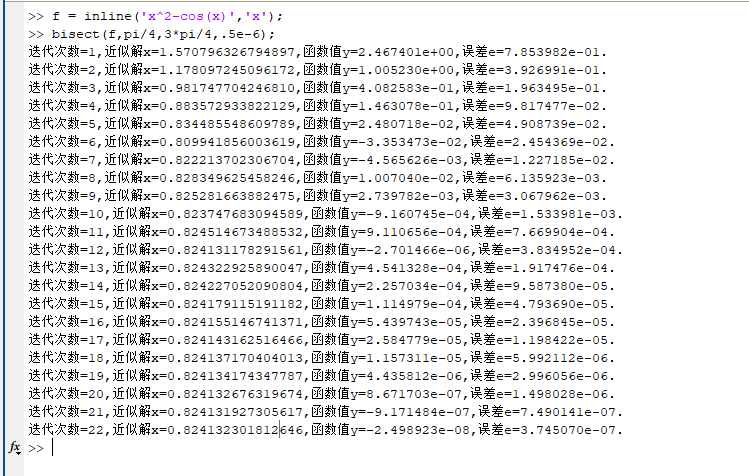 >> f = inline('x^2-cos(x)','x');
>> bisect(f,pi/4,3*pi/4,.5e-6);
迭代次数=1,近似解x=1.570796326794897,函数值y=2.467401e+00,误差e=7.853982e-01.
迭代次数=2,近似解x=1.178097245096172,函数值y=1.005230e+00,误差e=3.926991e-01.
迭代次数=3,近似解x=0.981747704246810,函数值y=4.082583e-01,误差e=1.963495e-01.
迭代次数=4,近似解x=0.883572933822129,函数值y=1.463078e-01,误差e=9.817477e-02.
迭代次数=5,近似解x=0.834485548609789,函数值y=2.480718e-02,误差e=4.908739e-02.
迭代次数=6,近似解x=0.809941856003619,函数值y=-3.353473e-02,误差e=2.454369e-02.
迭代次数=7,近似解x=0.822213702306704,函数值y=-4.565626e-03,误差e=1.227185e-02.
迭代次数=8,近似解x=0.828349625458246,函数值y=1.007040e-02,误差e=6.135923e-03.
迭代次数=9,近似解x=0.825281663882475,函数值y=2.739782e-03,误差e=3.067962e-03.
迭代次数=10,近似解x=0.823747683094589,函数值y=-9.160745e-04,误差e=1.533981e-03.
迭代次数=11,近似解x=0.824514673488532,函数值y=9.110656e-04,误差e=7.669904e-04.
迭代次数=12,近似解x=0.824131178291561,函数值y=-2.701466e-06,误差e=3.834952e-04.
迭代次数=13,近似解x=0.824322925890047,函数值y=4.541328e-04,误差e=1.917476e-04.
迭代次数=14,近似解x=0.824227052090804,函数值y=2.257034e-04,误差e=9.587380e-05.
迭代次数=15,近似解x=0.824179115191182,函数值y=1.114979e-04,误差e=4.793690e-05.
迭代次数=16,近似解x=0.824155146741371,函数值y=5.439743e-05,误差e=2.396845e-05.
迭代次数=17,近似解x=0.824143162516466,函数值y=2.584779e-05,误差e=1.198422e-05.
迭代次数=18,近似解x=0.824137170404013,函数值y=1.157311e-05,误差e=5.992112e-06.
迭代次数=19,近似解x=0.824134174347787,函数值y=4.435812e-06,误差e=2.996056e-06.
迭代次数=20,近似解x=0.824132676319674,函数值y=8.671703e-07,误差e=1.498028e-06.
迭代次数=21,近似解x=0.824131927305617,函数值y=-9.171484e-07,误差e=7.490141e-07.
迭代次数=22,近似解x=0.824132301812646,函数值y=-2.498923e-08,误差e=3.745070e-07.
fx >>